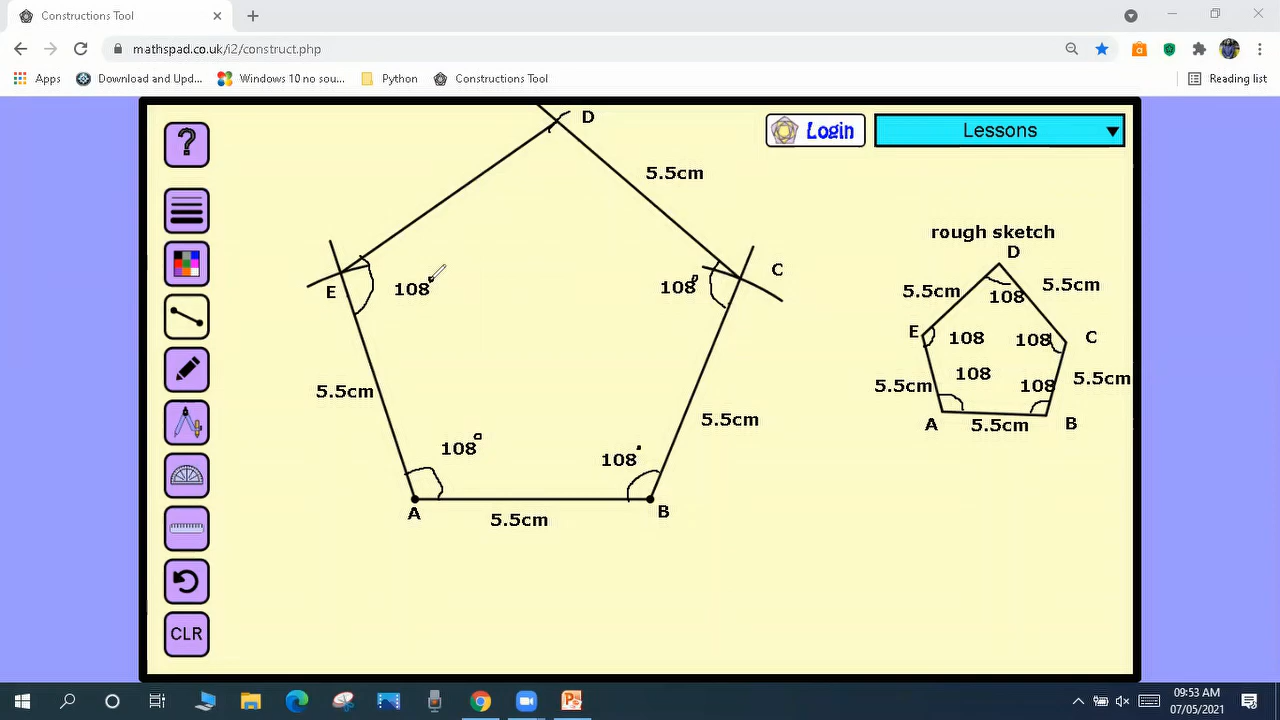 Constructions Tool
mathspad.co.uk/i2/construct.php
Apps
Download and Upd...
Windows 10 no sou...
Python
Constructions Tool
Reading list
?
Login
Lessons
D
5.5cm
E
108°
108°
C
5.5cm
5.5cm
108°
108°
A
5.5cm
B
rough sketch
D
5.5cm
108
5.5cm
E
108
108
C
108
5.5cm
108
5.5cm
A
5.5cm
B
CLR
09:53 AM
07/05/2021